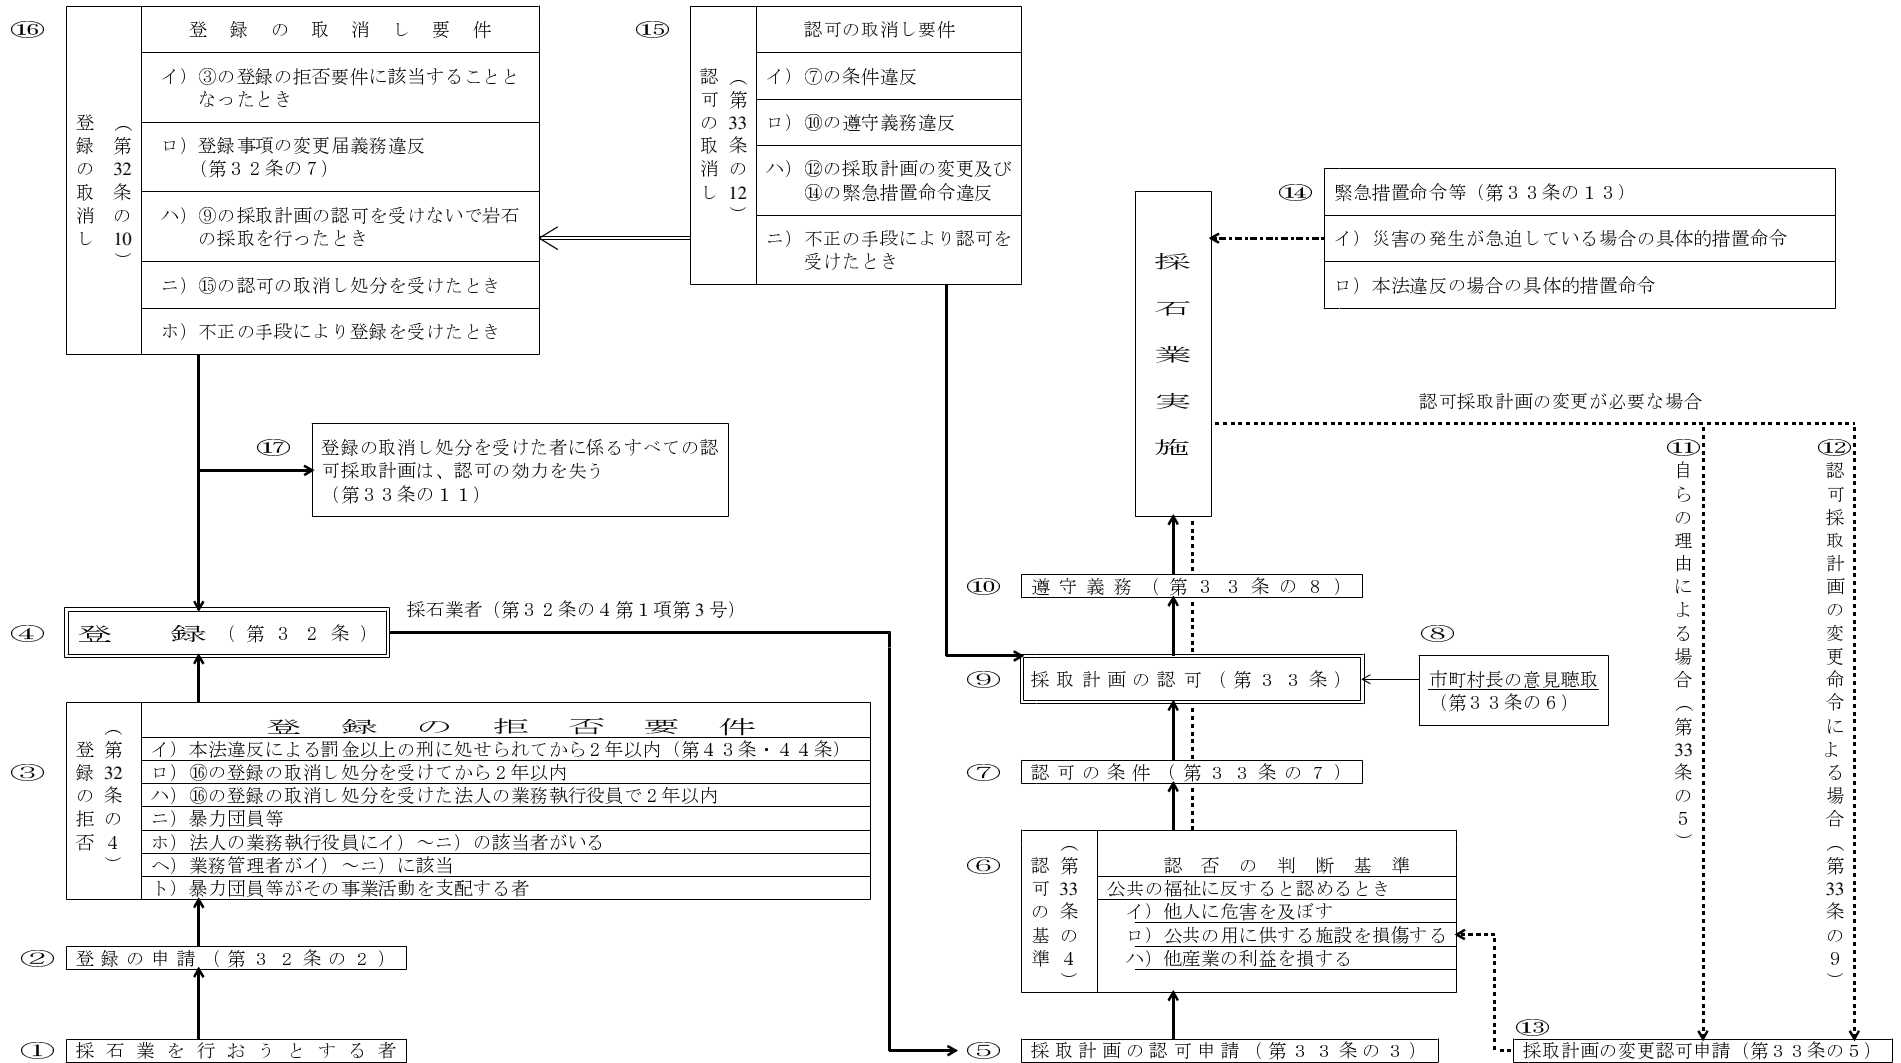 ⑯
登録の取消し
（第32条の10）
登録の取消し要件
イ）③の登録の拒否要件に該当することと
なったとき
ロ）登録事項の変更届義務違反
（第３２条の７）
ハ）⑨の採取計画の認可を受けないで岩石
の採取を行ったとき
ニ）⑮の認可の取消し処分を受けたとき
ホ）不正の手段により登録を受けたとき
⑮
認可の取消し
（第33条の12）
認可の取消し要件
イ）⑦の条件違反
ロ）⑩の遵守義務違反
ハ）⑫の採取計画の変更及び
⑭の緊急措置命令違反
ニ）不正の手段により認可を
受けたとき
採石業実施
⑭
緊急措置命令等（第３３条の１３）
イ）災害の発生が急迫している場合の具体的措置命令
ロ）本法違反の場合の具体的措置命令
認可採取計画の変更が必要な場合
⑪
自らの理由による場合（第33条の5）
⑫
認可採取計画の変更命令による場合（第33条の9）
⑰
登録の取消し処分を受けた者に係るすべての認
可採取計画は、認可の効力を失う
（第３３条の１１）
④
登録（第３２条）
採石業者（第３２条の４第１項第３号）
③
登録の拒否
（第32条の4）
登録の拒否要件
イ）本法違反による罰金以上の刑に処せられてから２年以内（第４３条・４４条）
ロ）⑯の登録の取消し処分を受けてから２年以内
ハ）⑯の登録の取消し処分を受けた法人の業務執行役員で２年以内
ニ）暴力団員等
ホ）法人の業務執行役員にイ）～ニ）の該当者がいる
ヘ）業務管理者がイ）～ニ）に該当
ト）暴力団員等がその事業活動を支配する者
②
登録の申請（第３２条の２）
①
採石業を行おうとする者
⑩
遵守義務（第３３条の８）
⑨
採取計画の認可（第３３条）
⑧
市町村長の意見聴取
（第３３条の６）
⑦
認可の条件（第３３条の７）
⑥
認可の基準
（第33条の4）
認否の判断基準
公共の福祉に反すると認めるとき
イ）他人に危害を及ぼす
ロ）公共の用に供する施設を損傷する
ハ）他産業の利益を損する
⑤
採取計画の認可申請（第３３条の３）
⑬
採取計画の変更認可申請（第３３条の５）